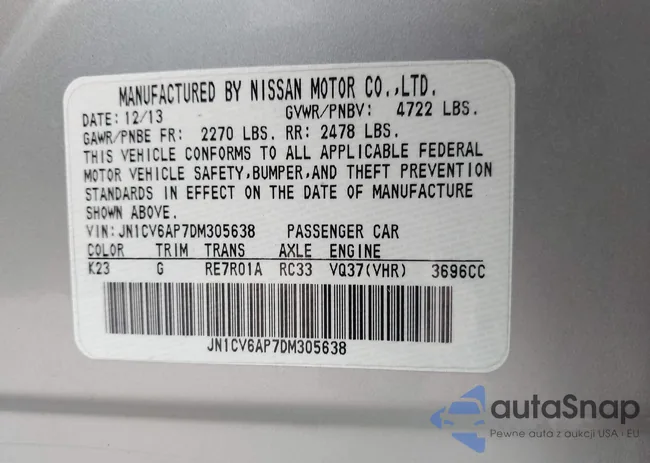 MANUFACTURED BY NISSAN MOTOR CO.,LTD.
DATE: 12/13 GVWR/PNBV: 4722 LBS.
GAWR/PNBE FR: 2270 LBS. RR: 2478 LBS.
THIS VEHICLE CONFORMS TO ALL APPLICABLE FEDERAL
MOTOR VEHICLE SAFETY,BUMPER,AND THEFT PREVENTION
STANDARDS IN EFFECT ON THE DATE OF MANUFACTURE
SHOWN ABOVE.
VIN:JN1CV6AP7DM305638 PASSENGER CAR
COLOR TRIM TRANS AXLE ENGINE
K23 G RE7R01A RC33 VQ37(VHR) 3696CC
JN1CV6AP7DM305638
autaSnap
Pewne auta z aukcji USA i EU